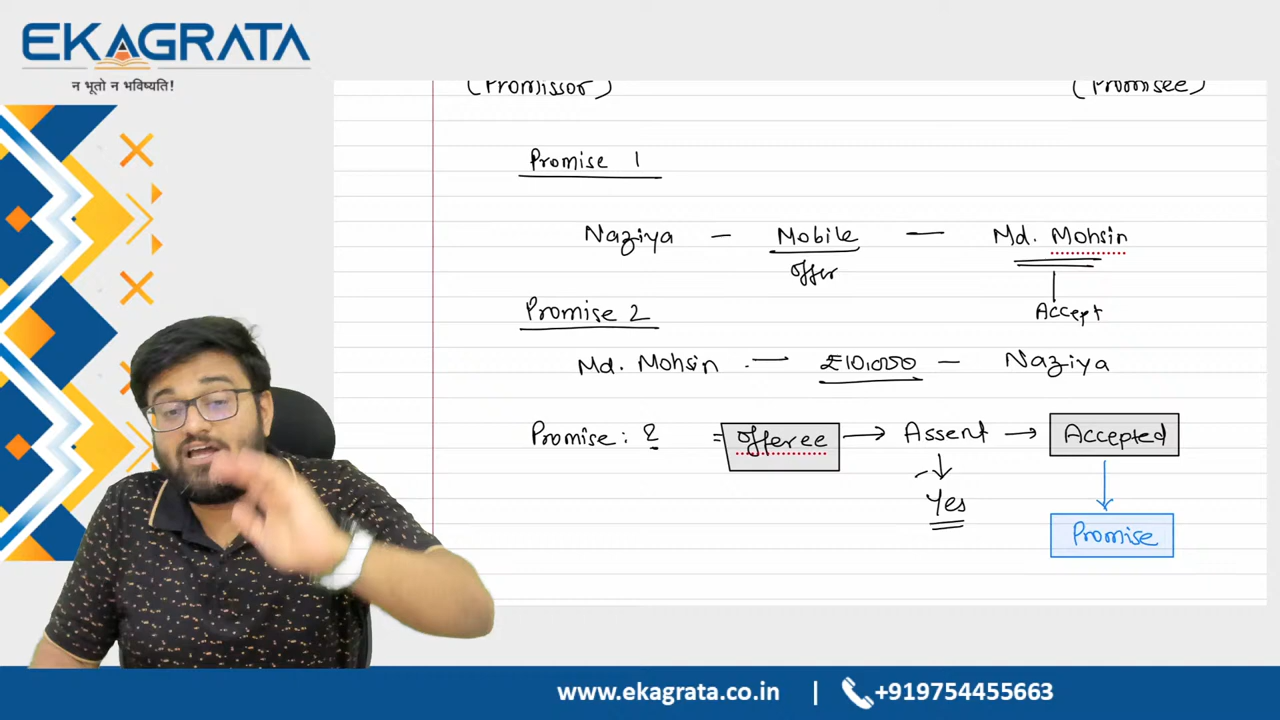 EKAGRATA
न भूतो न भविष्यति!
(Promissor) (Promisee)
Promise 1
Naziya — Mobile — Md. Mohsin
offer
Accept
Promise 2
Md. Mohsin — ₹10,000 — Naziya
Promise: 2 = Offeree → Assent → Accepted
Yes
Promise
www.ekagrata.co.in | +919754455663